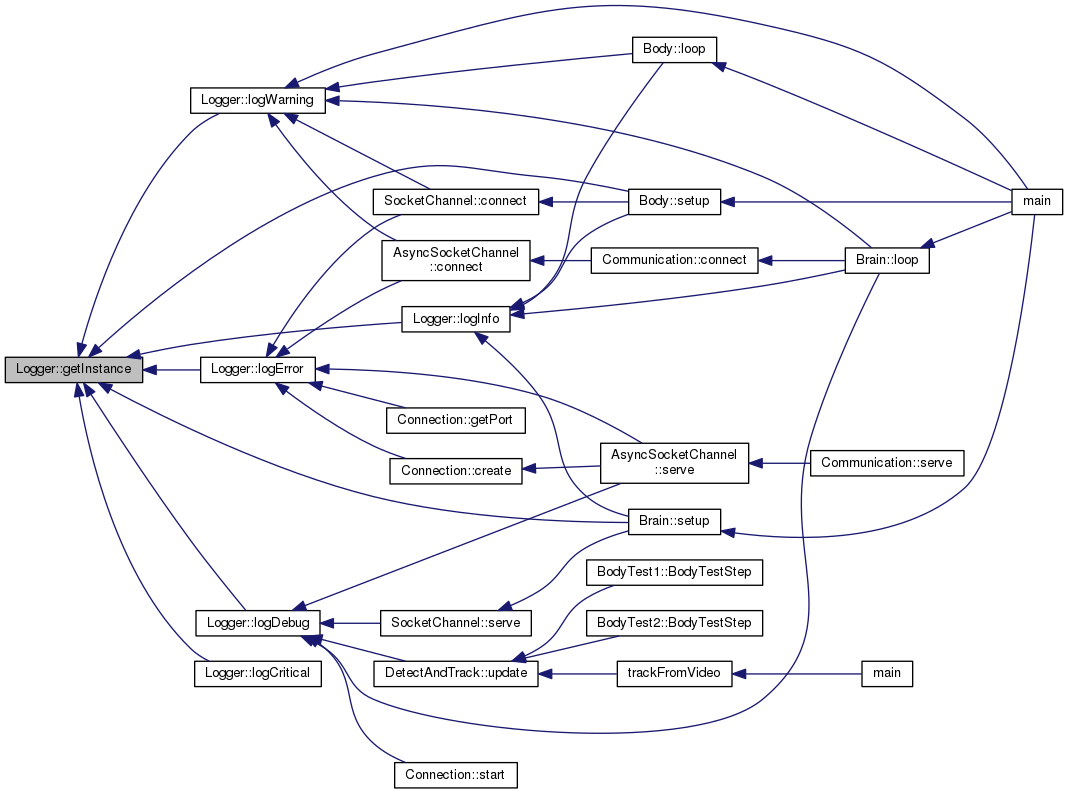 Body::loop
Logger::logWarning
SocketChannel::connect
Body::setup
main
AsyncSocketChannel
::connect
Communication::connect
Brain::loop
Logger::logInfo
Logger::getInstance
Logger::logError
Connection::getPort
AsyncSocketChannel
::serve
Communication::serve
Connection::create
Brain::setup
BodyTest1::BodyTestStep
Logger::logDebug
SocketChannel::serve
BodyTest2::BodyTestStep
Logger::logCritical
DetectAndTrack::update
trackFromVideo
main
Connection::start